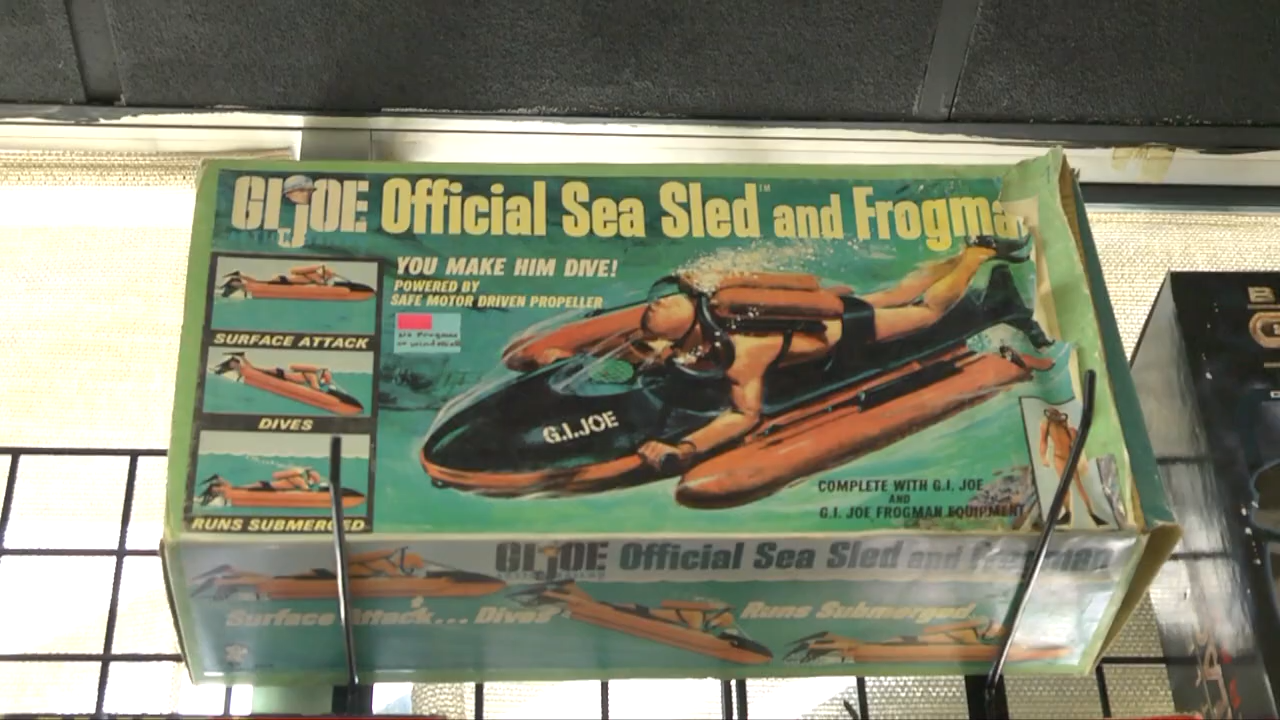 GI JOE Official Sea Sled™ and Frogma
YOU MAKE HIM DIVE!
POWERED BY
SAFE MOTOR DRIVEN PROPELLER
SURFACE ATTACK
DIVES
RUNS SUBMERGED
G.I. JOE
COMPLETE WITH G.I. JOE
AND
G.I. JOE FROGMAN EQUIPMENT
GI JOE Official Sea Sled and Frogman
Surface Attack... Dives
Runs Submerged